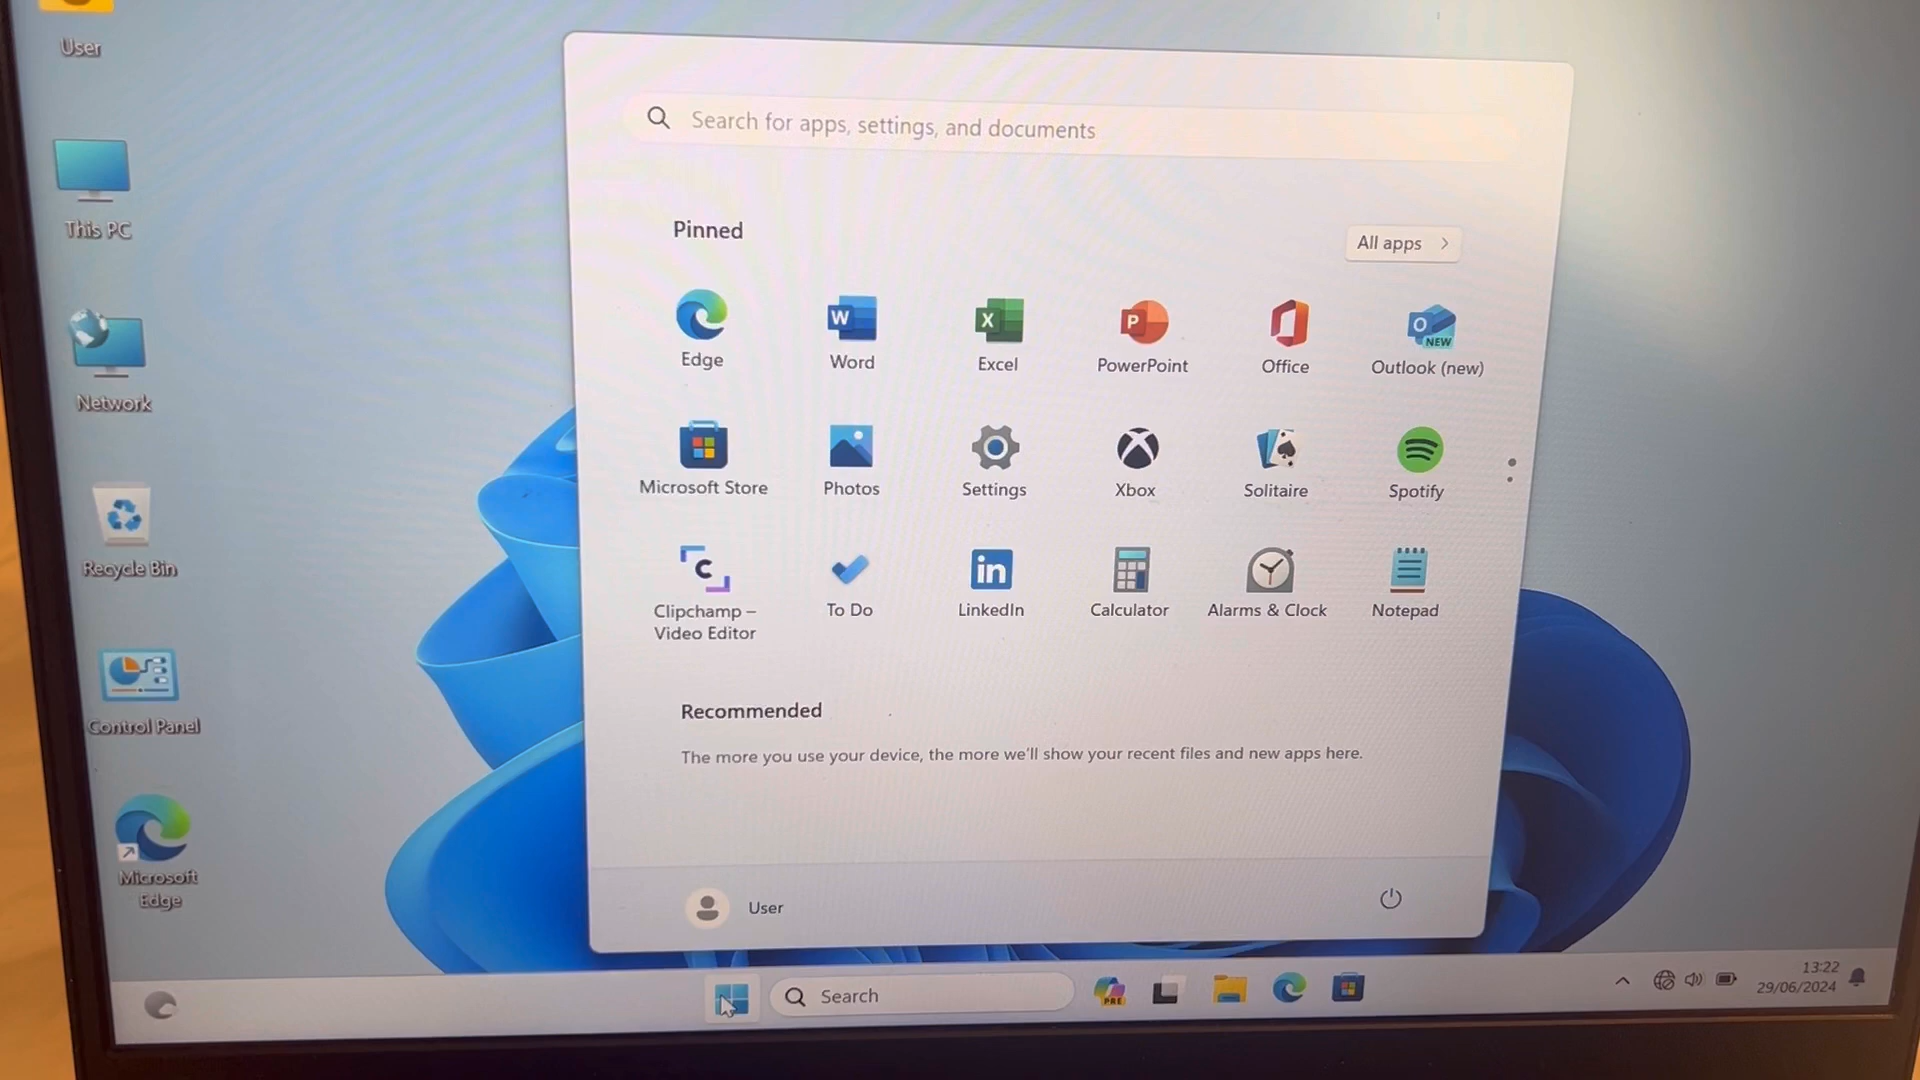 User
This PC
Network
Recycle Bin
Control Panel
Microsoft
Edge
Search for apps, settings, and documents
Pinned
All apps
Edge
Word
Excel
PowerPoint
Office
Outlook (new)
W
X
P
O
NEW
Microsoft Store
Photos
Settings
Xbox
Solitaire
Spotify
C
in
Clipchamp –
Video Editor
To Do
LinkedIn
Calculator
Alarms & Clock
Notepad
Recommended
The more you use your device, the more we'll show your recent files and new apps here.
User
Search
PRE
13:22
29/06/2024